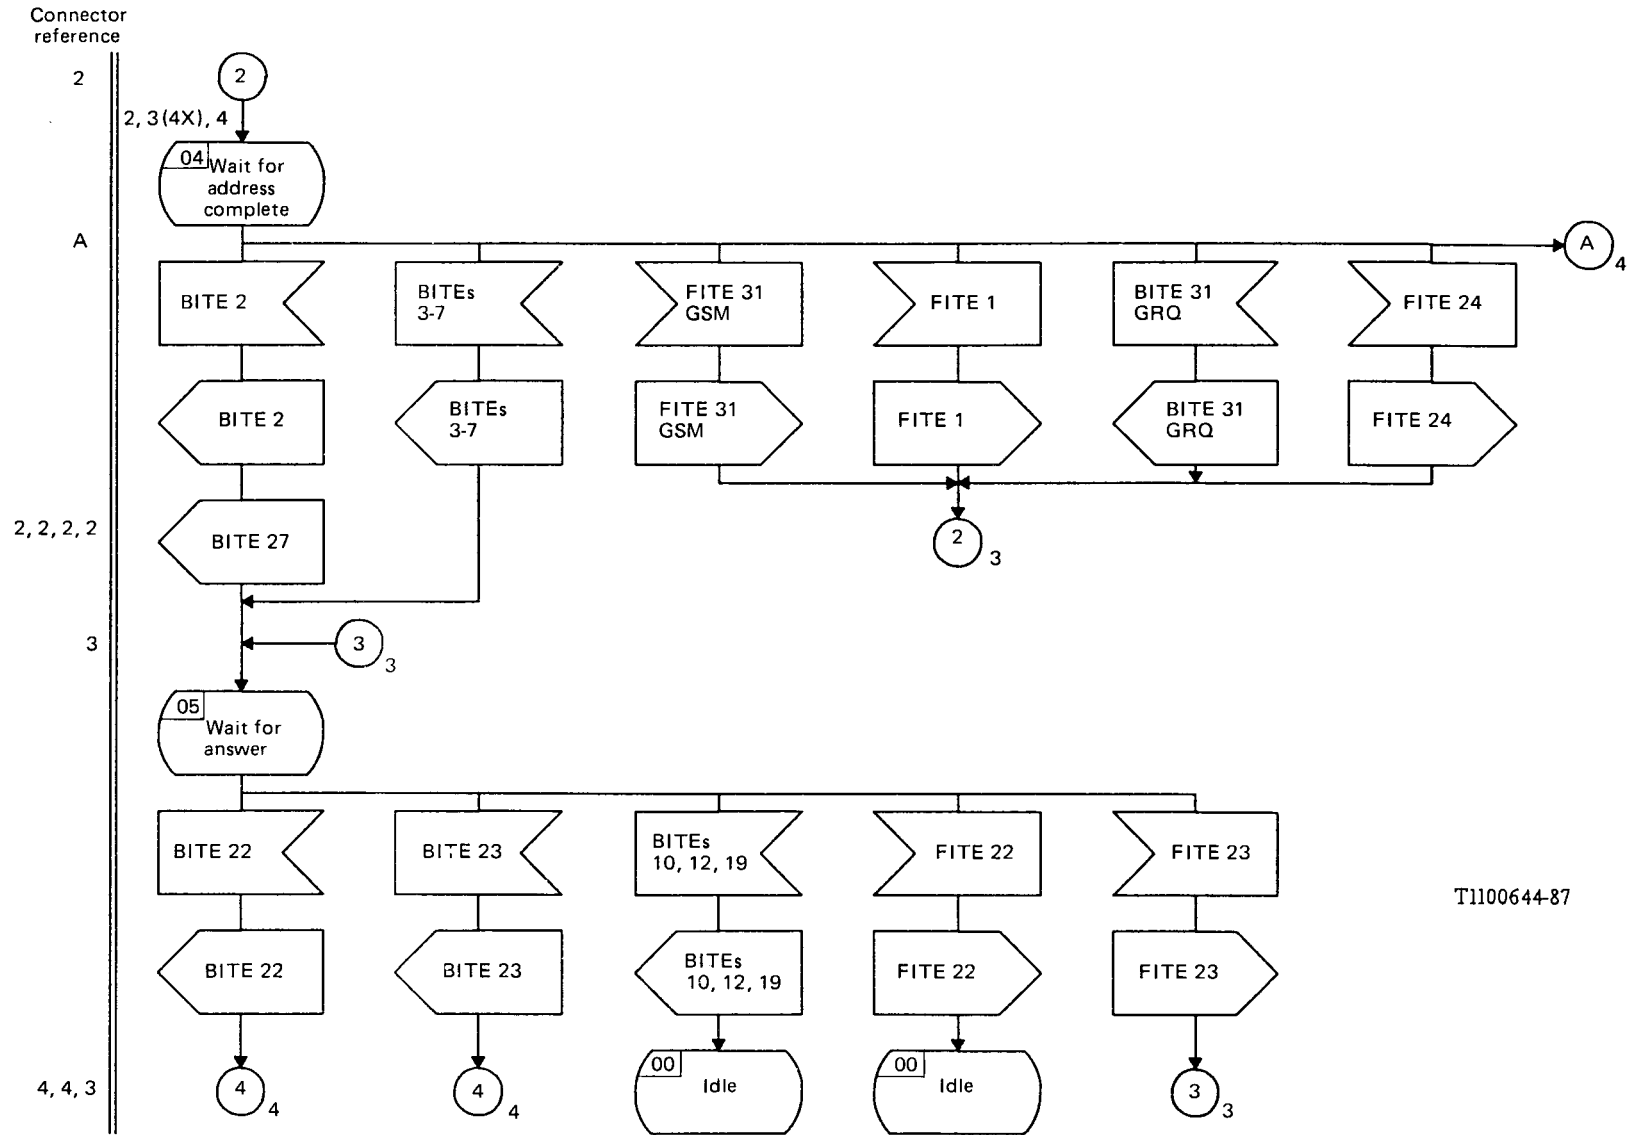 Connector
reference
2
2
2, 3(4X), 4
04
Wait for
address
complete
A
A
4
BITE 2
BITEs
3-7
FITE 31
GSM
FITE 1
BITE 31
GRQ
FITE 24
BITE 2
BITEs
3-7
FITE 31
GSM
FITE 1
BITE 31
GRQ
FITE 24
2, 2, 2, 2
BITE 27
2
3
3
3
3
05
Wait for
answer
BITE 22
BITE 23
BITEs
10, 12, 19
FITE 22
FITE 23
T1100644-87
BITE 22
BITE 23
BITEs
10, 12, 19
FITE 22
FITE 23
4, 4, 3
4
4
4
4
00
Idle
00
Idle
3
3